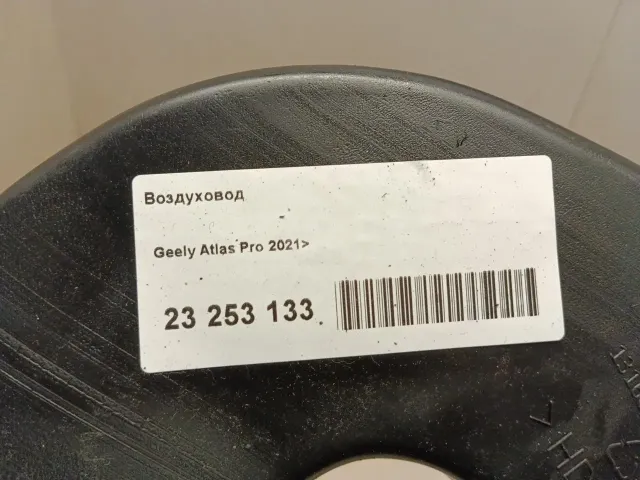 Воздуховод
Geely Atlas Pro 2021>
23 253 133